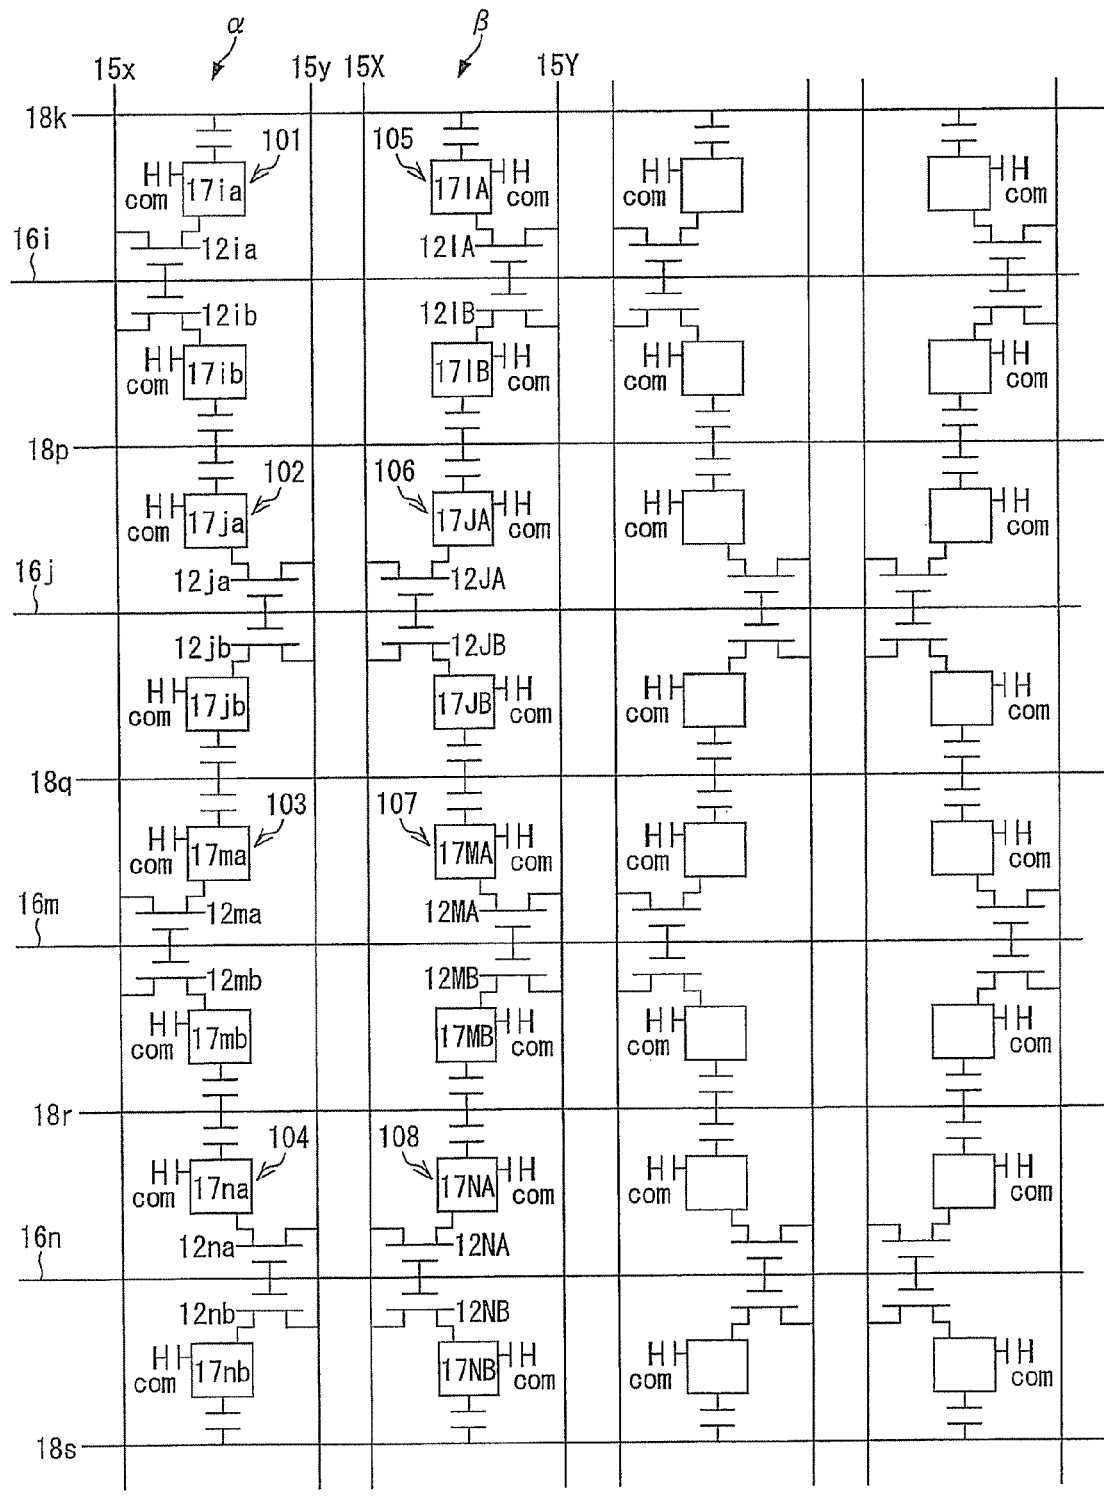 α β
15x 15y 15X 15Y
18k
101 105
com 17ia 17IA com com com
16i 12ia 12IA
12ib 12IB
com 17ib 17IB com com com
18p
102 106
com 17ja 17JA com com com
16j 12ja 12JA
12jb 12JB
com 17jb 17JB com com com
18q
103 107
com 17ma 17MA com com com
16m 12ma 12MA
12mb 12MB
com 17mb 17MB com com com
18r
104 108
com 17na 17NA com com com
16n 12na 12NA
12nb 12NB
com 17nb 17NB com com com
18s